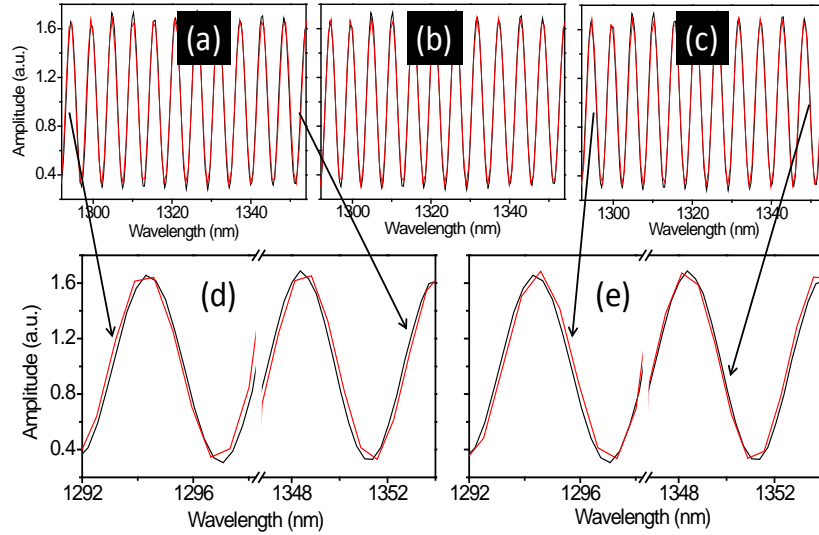 (a)
(b)
(c)
1.6
1.2
0.8
0.4
Amplitude (a.u.)
1300 1320 1340
1300 1320 1340
1300 1320 1340
Wavelength (nm)
Wavelength (nm)
Wavelength (nm)
(d)
(e)
1.6
1.2
0.8
0.4
Amplitude (a.u.)
1292 1296 1348 1352
1292 1296 1348 1352
Wavelength (nm)
Wavelength (nm)